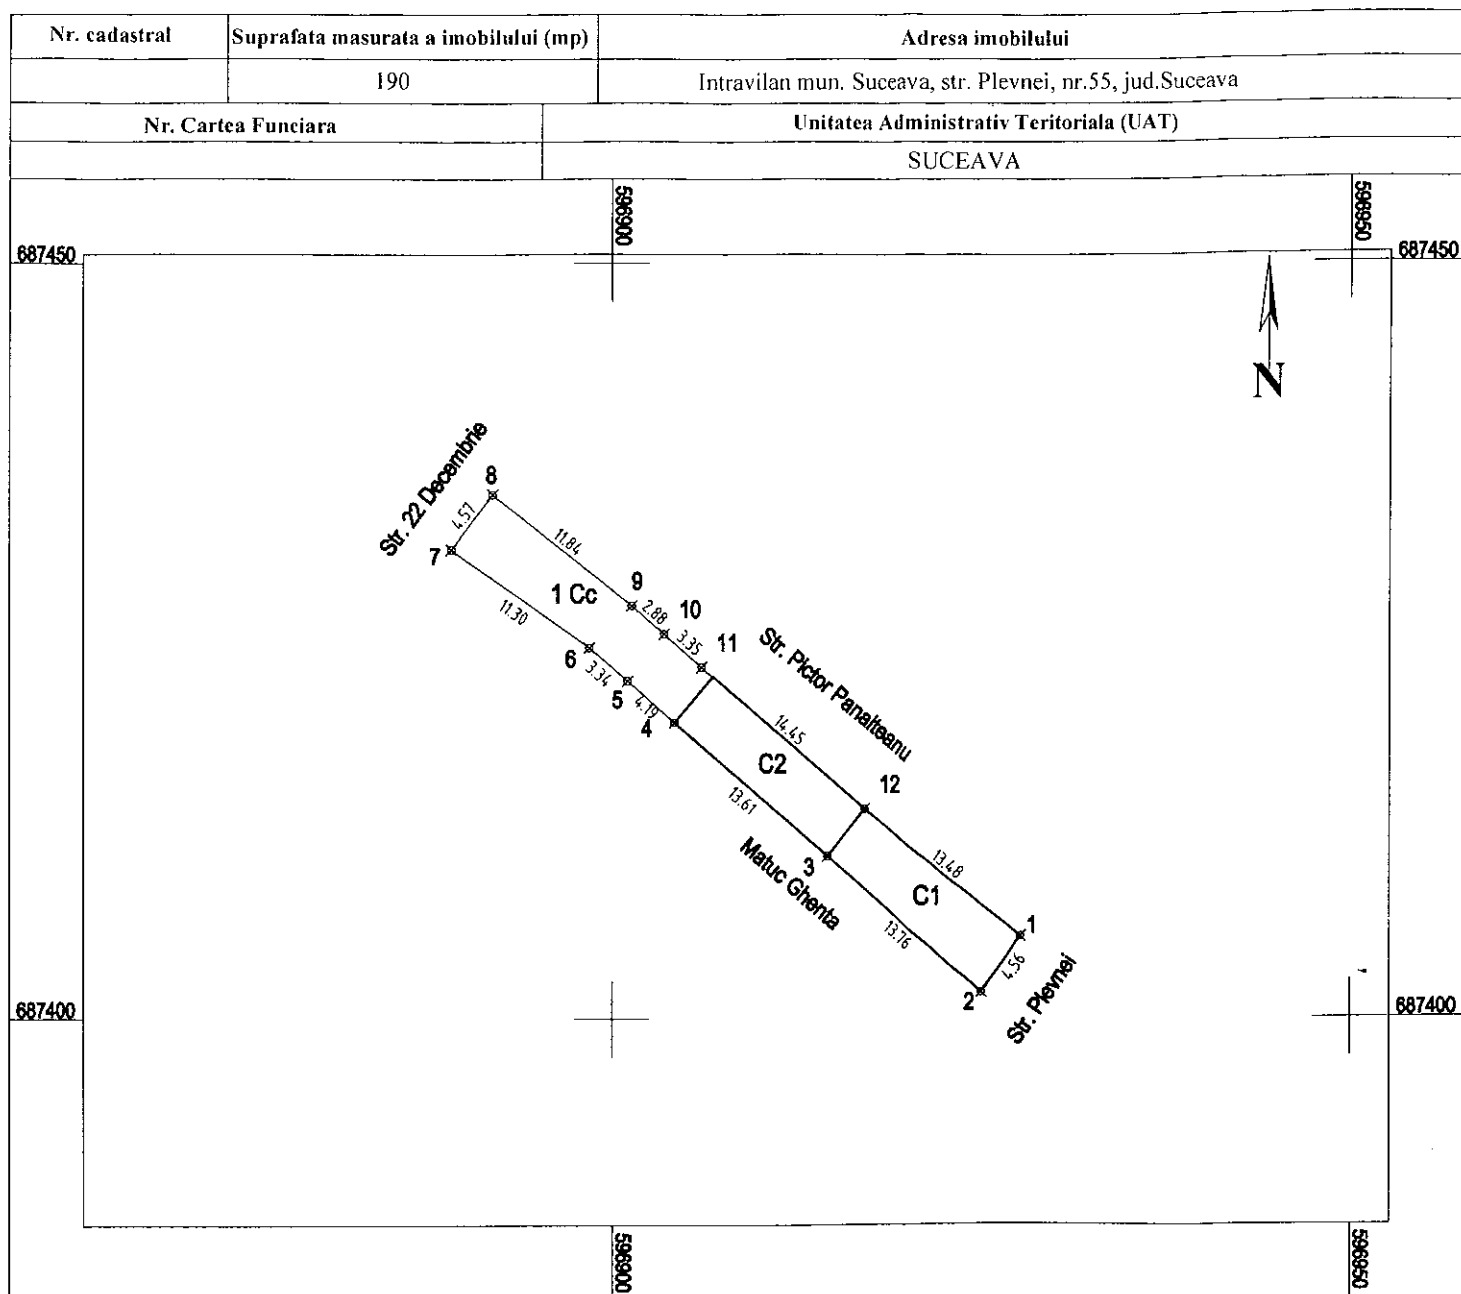 Nr. cadastral
Suprafata masurata a imobilului (mp)
Adresa imobilului
190
Intravilan mun. Suceava, str. Plevnei, nr.55, jud.Suceava
Nr. Cartea Funciara
Unitatea Administrativ Teritoriala (UAT)
SUCEAVA
596900
596950
687450
687450
N
Str. 22 Decembrie
8
4.57
7
11.84
1 Cc
9
2.88
10
11.30
3.35
11
6
3.34
5
4.19
4
Str. Pictor Panaiteanu
14.45
C2
12
13.61
3
Matuc Ghenta
13.48
C1
1
13.76
4.56
2
Str. Plevnei
687400
687400
596900
596950